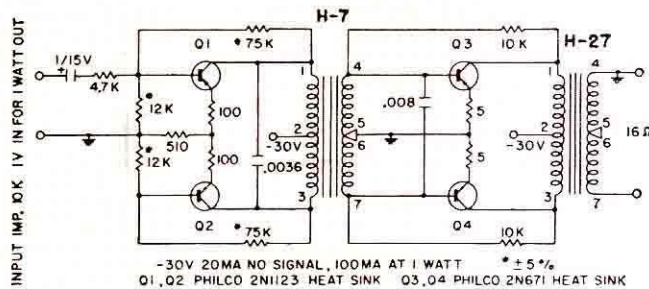 H-7
H-27
* 75K
10K
Q1
Q3
1/15V
+
4.7K
* 12K
* 12K
100
510
100
1
2
-30V
3
.0036
4
5
6
7
.008
5
5
1
2
-30V
3
4
5
6
7
16 Ω
Q2
* 75K
Q4
10K
INPUT IMP. 10K 1V IN FOR 1 WATT OUT
-30V 20MA NO SIGNAL, 100MA AT 1 WATT * ±5%
Q1,Q2 PHILCO 2N1123 HEAT SINK Q3,Q4 PHILCO 2N671 HEAT SINK